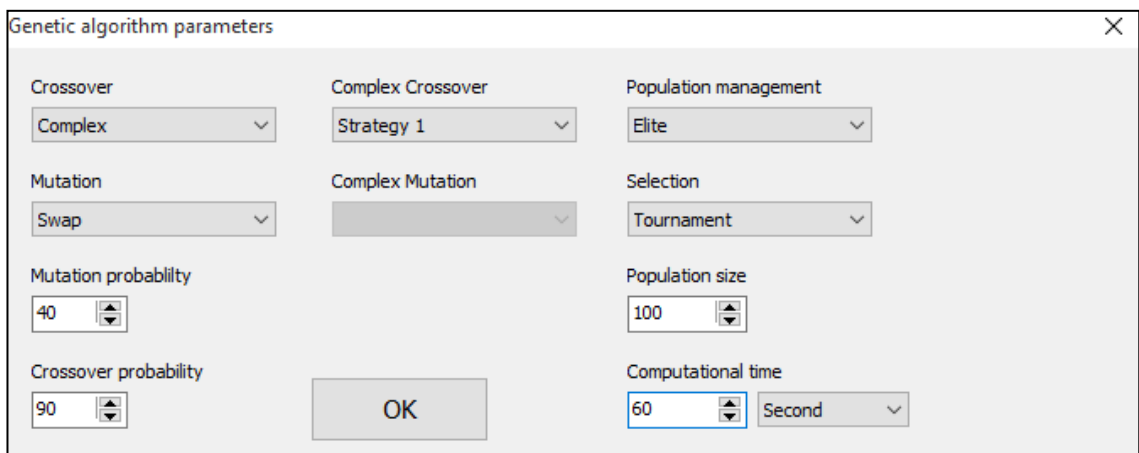 Genetic algorithm parameters
Crossover Complex Crossover Population management
Complex Strategy 1 Elite
Mutation Complex Mutation Selection
Swap Tournament
Mutation probablilty Population size
40 100
Crossover probability Computational time
90 OK 60 Second